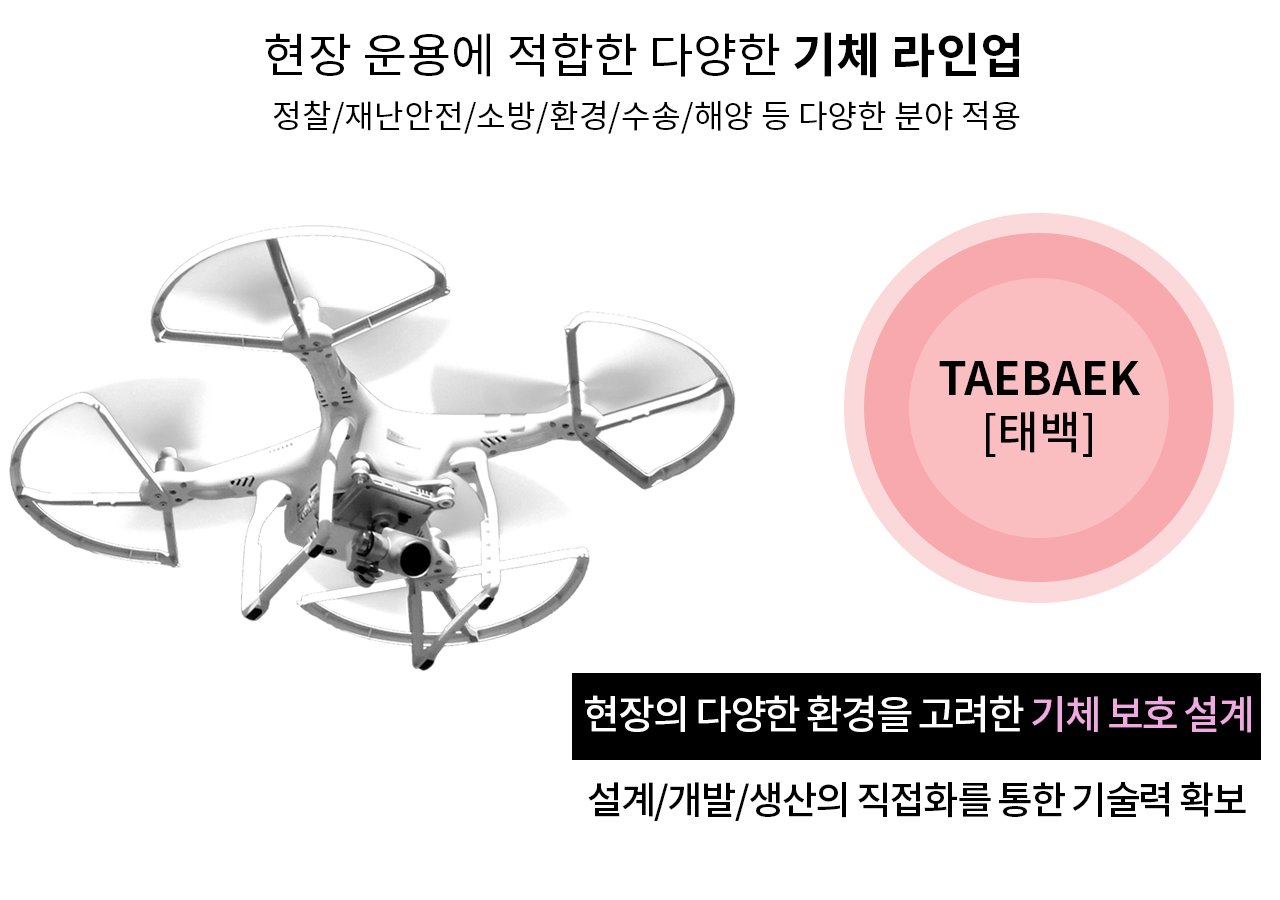 현장 운용에 적합한 다양한 기체 라인업
정찰/재난안전/소방/환경/수송/해양 등 다양한 분야 적용
TAEBAEK
[태백]
현장의 다양한 환경을 고려한 기체 보호 설계
설계/개발/생산의 직접화를 통한 기술력 확보